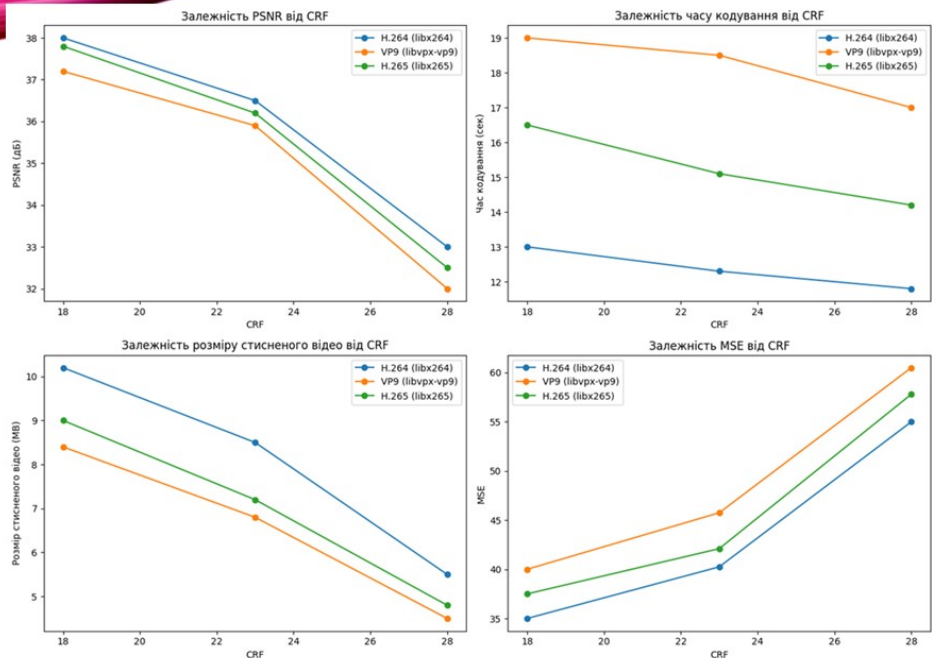 Залежність PSNR від CRF
H.264 (libx264)
VP9 (libvpx-vp9)
H.265 (libx265)
PSNR (дБ)
38
37
36
35
34
33
32
18 20 22 24 26 28
CRF
Залежність часу кодування від CRF
H.264 (libx264)
VP9 (libvpx-vp9)
H.265 (libx265)
Час кодування (сек)
19
18
17
16
15
14
13
12
18 20 22 24 26 28
CRF
Залежність розміру стисненого відео від CRF
H.264 (libx264)
VP9 (libvpx-vp9)
H.265 (libx265)
Розмір стисненого відео (MB)
10
9
8
7
6
5
18 20 22 24 26 28
CRF
Залежність MSE від CRF
H.264 (libx264)
VP9 (libvpx-vp9)
H.265 (libx265)
MSE
60
55
50
45
40
35
18 20 22 24 26 28
CRF